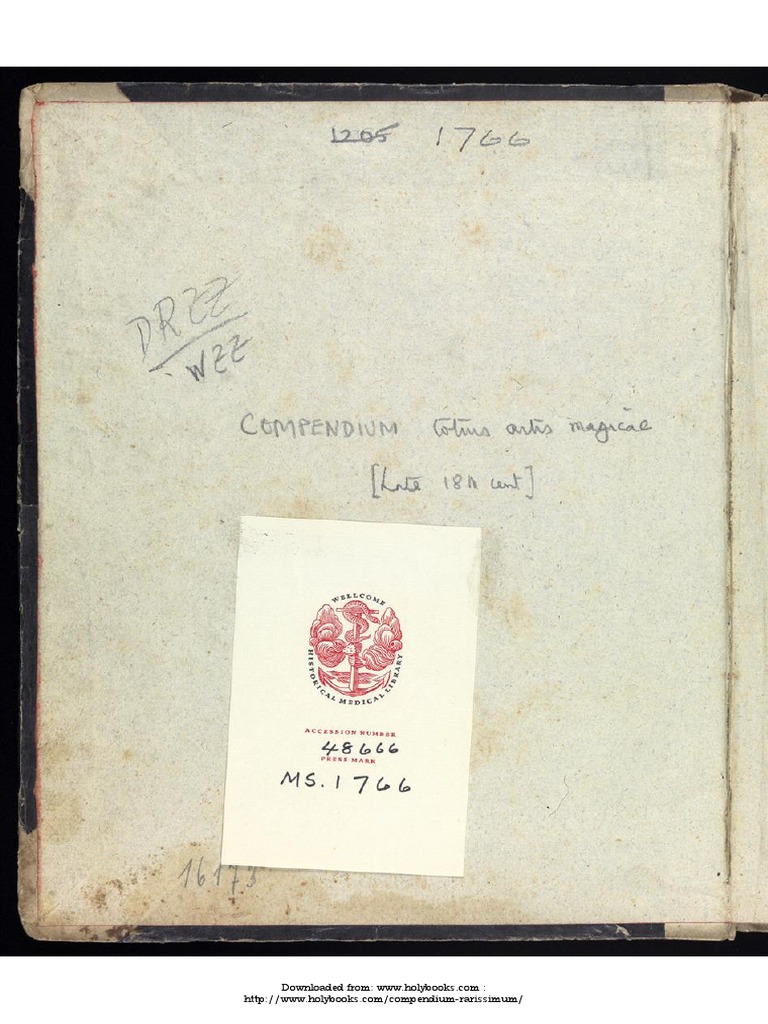 1205 1766
DRZZ
WZZ
COMPENDIUM totius artis magicae
[Late 18th cent]
WELLCOME
HISTORICAL MEDICAL LIBRARY
ACCESSION NUMBER
48666
PRESS MARK
MS. 1766
16173
Downloaded from: www.holybooks.com :
http://www.holybooks.com/compendium-rarissimum/